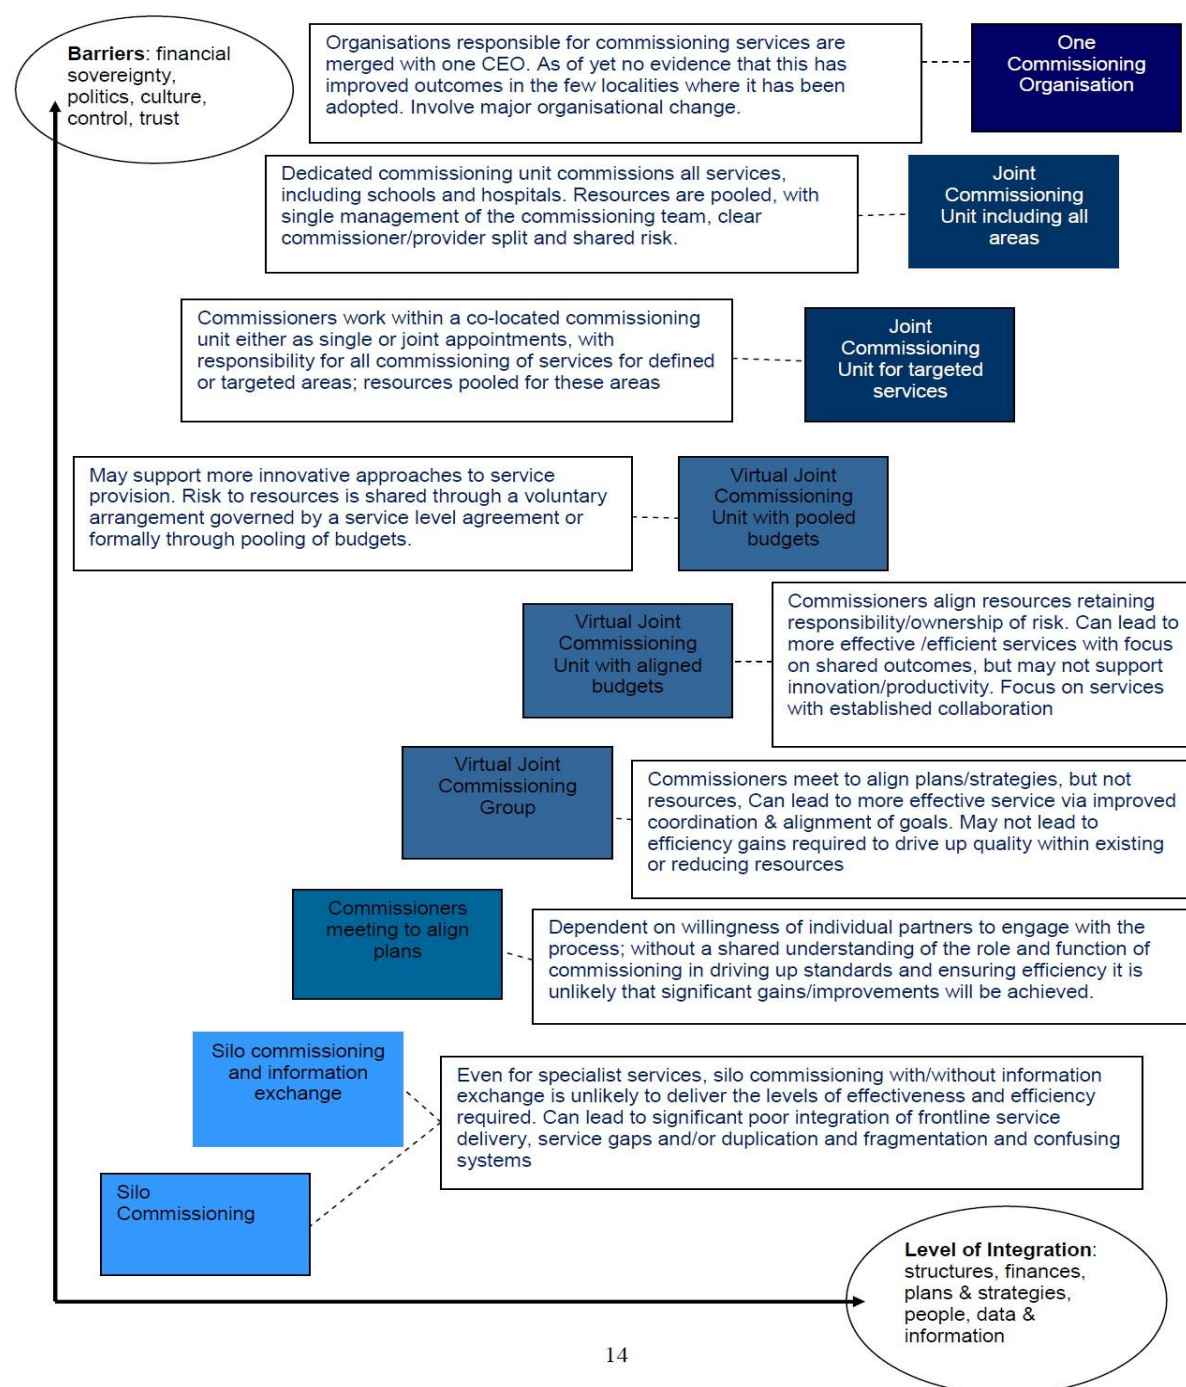 Barriers: financial
sovereignty,
politics, culture,
control, trust
Organisations responsible for commissioning services are
merged with one CEO. As of yet no evidence that this has
improved outcomes in the few localities where it has been
adopted. Involve major organisational change.
One
Commissioning
Organisation
Dedicated commissioning unit commissions all services,
including schools and hospitals. Resources are pooled, with
single management of the commissioning team, clear
commissioner/provider split and shared risk.
Joint
Commissioning
Unit including all
areas
Commissioners work within a co-located commissioning
unit either as single or joint appointments, with
responsibility for all commissioning of services for defined
or targeted areas; resources pooled for these areas
Joint
Commissioning
Unit for targeted
services
May support more innovative approaches to service
provision. Risk to resources is shared through a voluntary
arrangement governed by a service level agreement or
formally through pooling of budgets.
Virtual Joint
Commissioning
Unit with pooled
budgets
Virtual Joint
Commissioning
Unit with aligned
budgets
Commissioners align resources retaining
responsibility/ownership of risk. Can lead to
more effective /efficient services with focus
on shared outcomes, but may not support
innovation/productivity. Focus on services
with established collaboration
Virtual Joint
Commissioning
Group
Commissioners meet to align plans/strategies, but not
resources, Can lead to more effective service via improved
coordination & alignment of goals. May not lead to
efficiency gains required to drive up quality within existing
or reducing resources
Commissioners
meeting to align
plans
Dependent on willingness of individual partners to engage with the
process; without a shared understanding of the role and function of
commissioning in driving up standards and ensuring efficiency it is
unlikely that significant gains/improvements will be achieved.
Silo commissioning
and information
exchange
Even for specialist services, silo commissioning with/without information
exchange is unlikely to deliver the levels of effectiveness and efficiency
required. Can lead to significant poor integration of frontline service
delivery, service gaps and/or duplication and fragmentation and confusing
systems
Silo
Commissioning
Level of Integration:
structures, finances,
plans & strategies,
people, data &
information
14